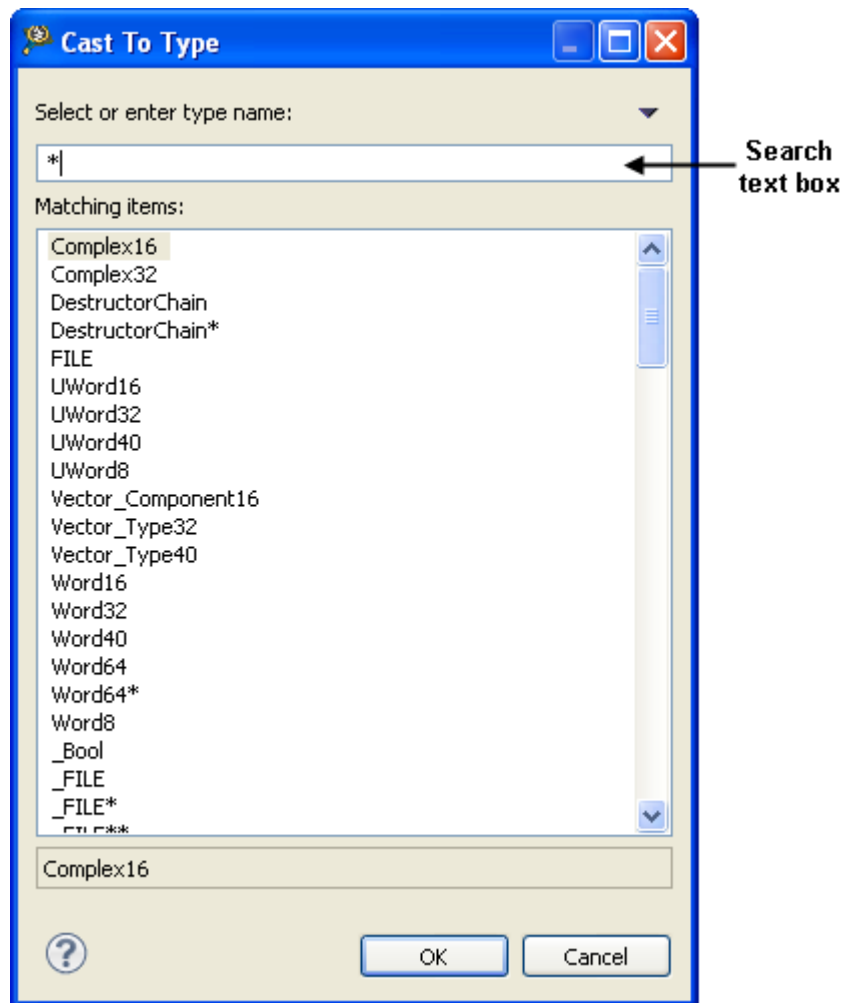 Cast To Type
Select or enter type name:
*
Search
text box
Matching items:
Complex16
Complex32
DestructorChain
DestructorChain*
FILE
UWord16
UWord32
UWord40
UWord8
Vector_Component16
Vector_Type32
Vector_Type40
Word16
Word32
Word40
Word64
Word64*
Word8
_Bool
_FILE
_FILE*
_FILE**
Complex16
?
OK
Cancel